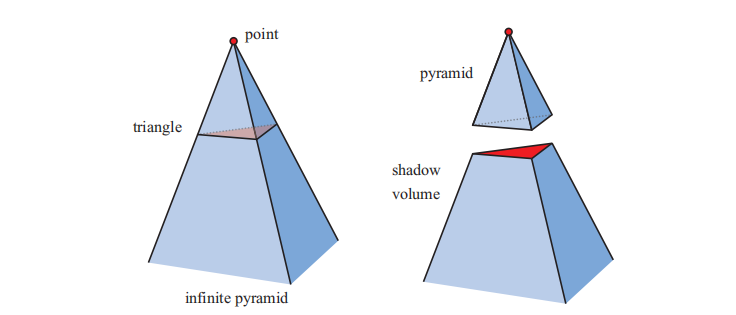 point
triangle
infinite pyramid
pyramid
shadow
volume